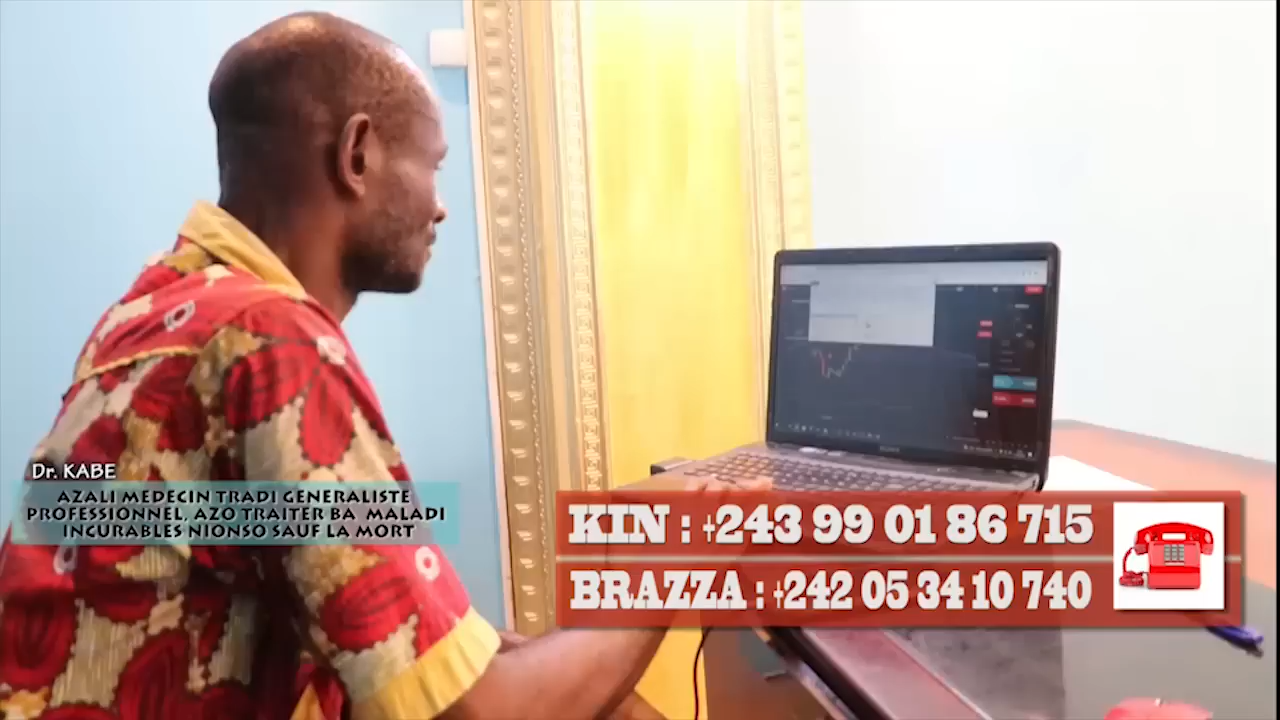 Dr. KABE
AZALI MEDECIN TRADI GENERALISTE
PROFESSIONNEL, AZO TRAITER BA MALADI
INCURABLES NIONSO SAUF LA MORT
KIN : +243 99 01 86 715
BRAZZA : +242 05 34 10 740